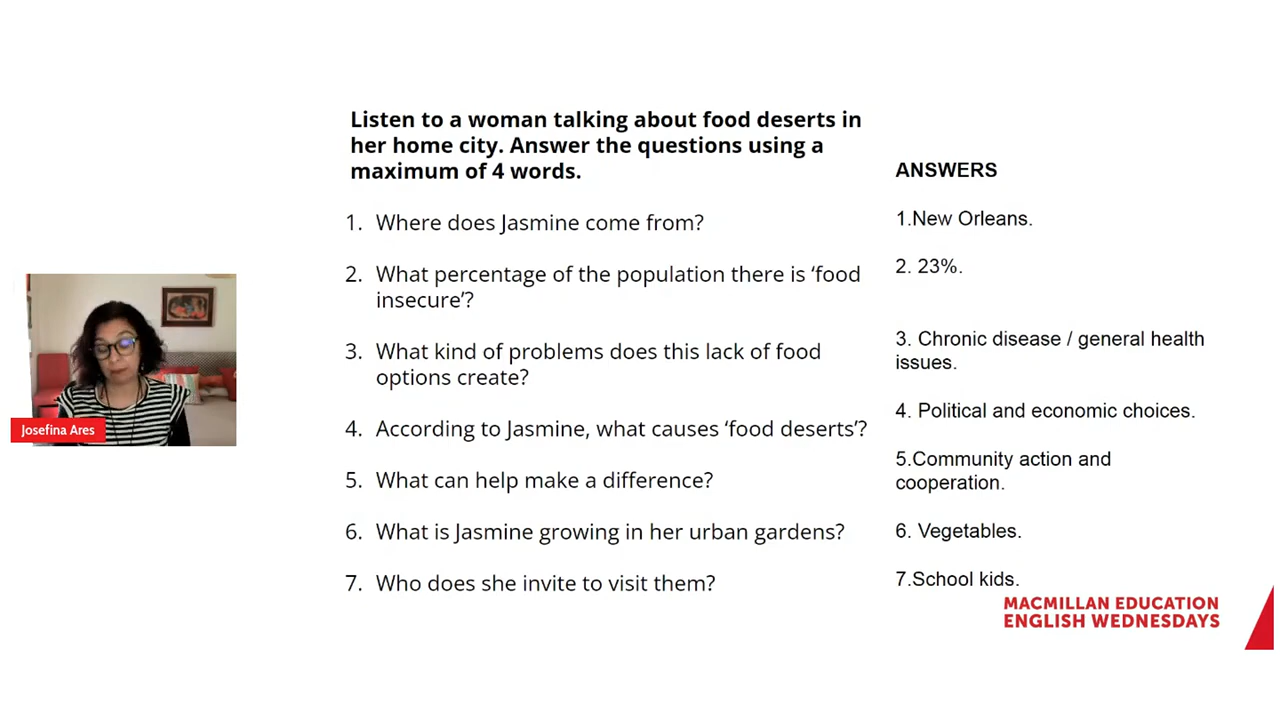 Listen to a woman talking about food deserts in
her home city. Answer the questions using a
maximum of 4 words.
1. Where does Jasmine come from?
2. What percentage of the population there is ‘food
insecure’?
3. What kind of problems does this lack of food
options create?
4. According to Jasmine, what causes ‘food deserts’?
5. What can help make a difference?
6. What is Jasmine growing in her urban gardens?
7. Who does she invite to visit them?
ANSWERS
1.New Orleans.
2. 23%.
3. Chronic disease / general health
issues.
4. Political and economic choices.
5.Community action and
cooperation.
6. Vegetables.
7.School kids.
Josefina Ares
MACMILLAN EDUCATION
ENGLISH WEDNESDAYS